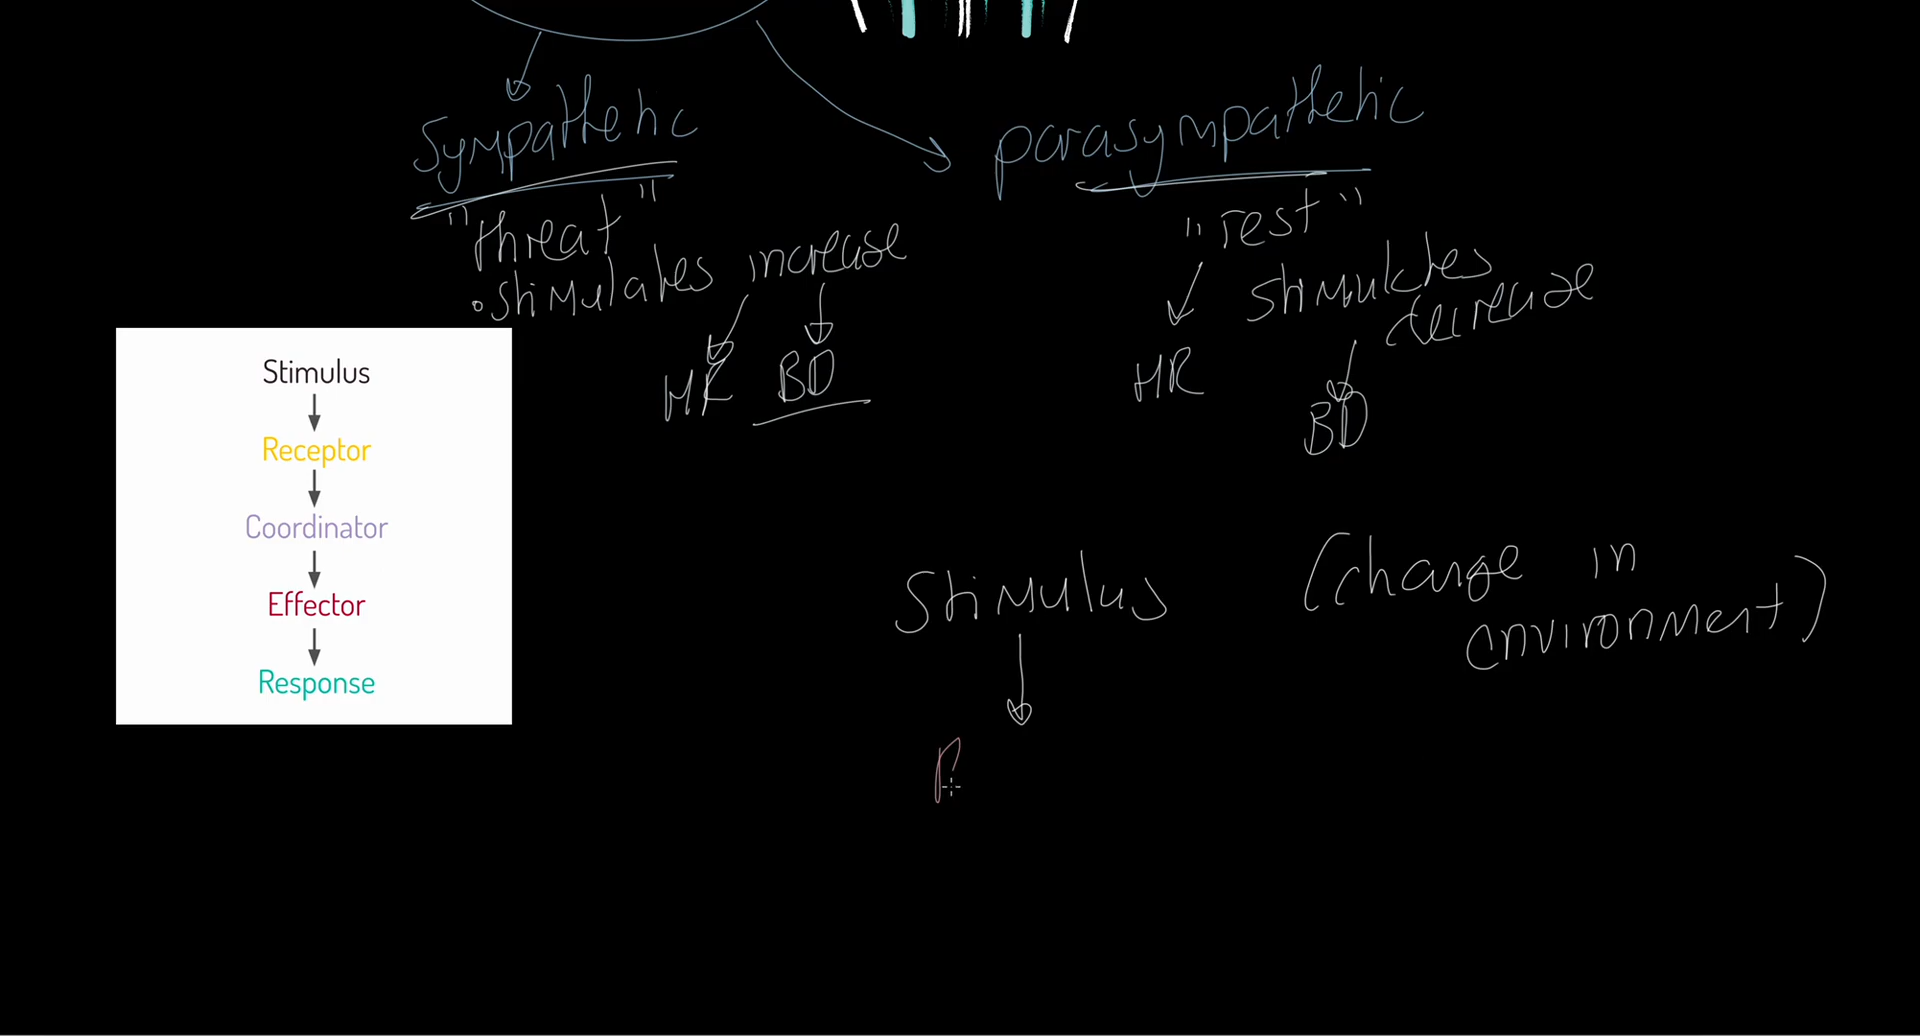 Sympathetic
parasympathetic
"threat"
• stimulates increase
HR BD
"rest"
stimulates
decrease
HR
BD
Stimulus
Receptor
Coordinator
Effector
Response
Stimulus (change in
environment)